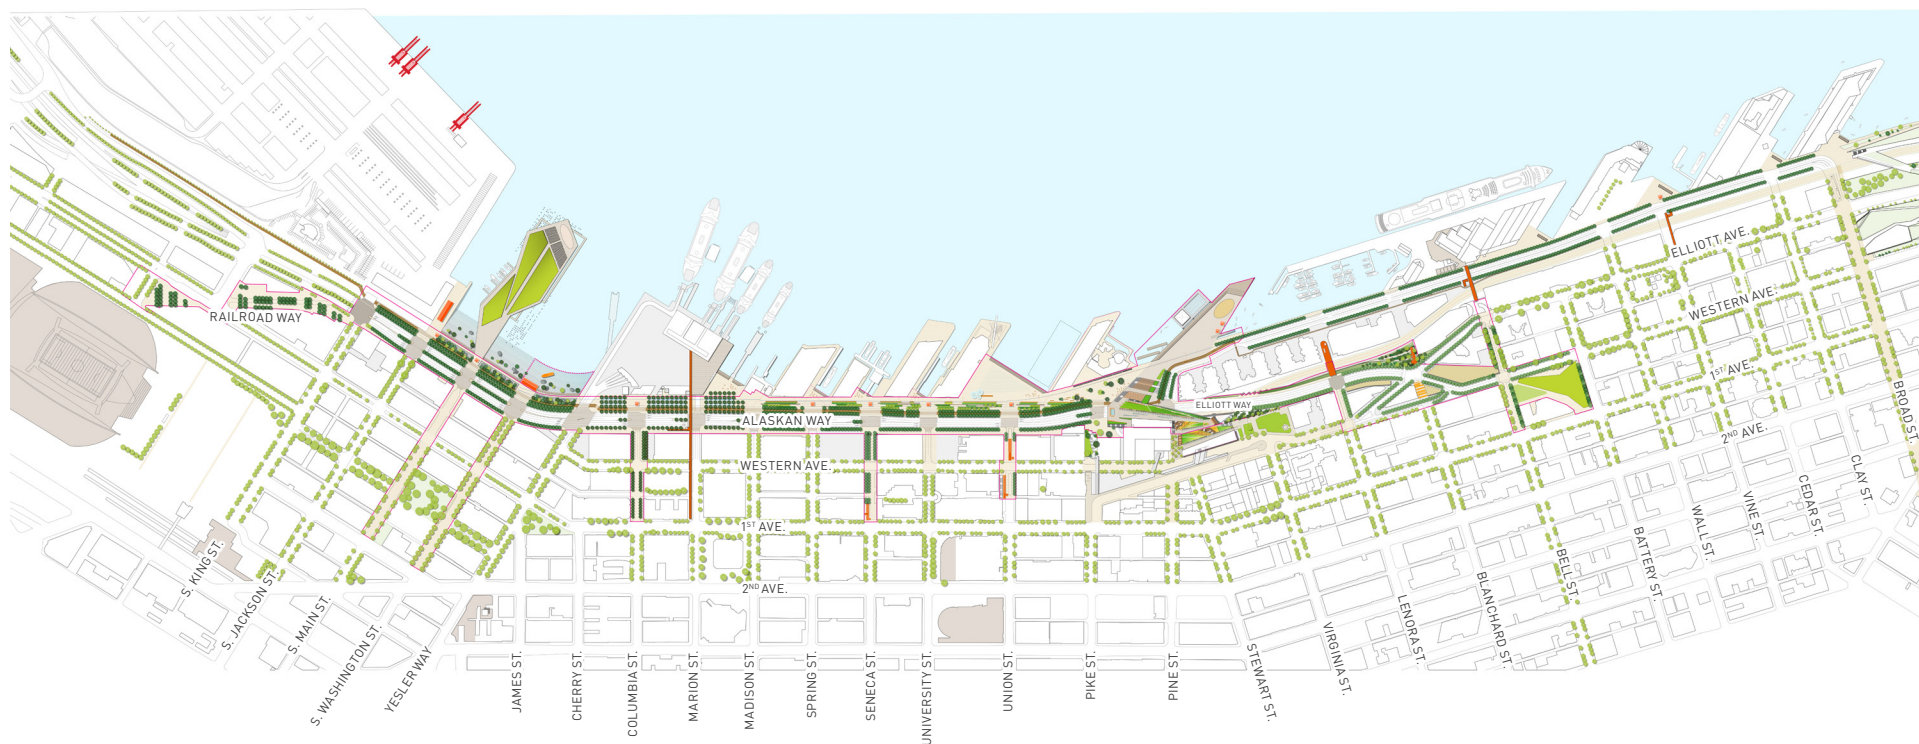 RAILROAD WAY
ALASKAN WAY
ELLIOTT WAY
ELLIOTT AVE.
WESTERN AVE.
1ST AVE.
2ND AVE.
BROAD ST.
WESTERN AVE.
1ST AVE.
2ND AVE.
S. KING ST.
S. JACKSON ST.
S. MAIN ST.
S. WASHINGTON ST.
YESLER WAY
JAMES ST.
CHERRY ST.
COLUMBIA ST.
MARION ST.
MADISON ST.
SPRING ST.
SENECA ST.
UNIVERSITY ST.
UNION ST.
PIKE ST.
PINE ST.
STEWART ST.
VIRGINIA ST.
LENORA ST.
BLANCHARD ST.
BELL ST.
BATTERY ST.
WALL ST.
VINE ST.
CEDAR ST.
CLAY ST.